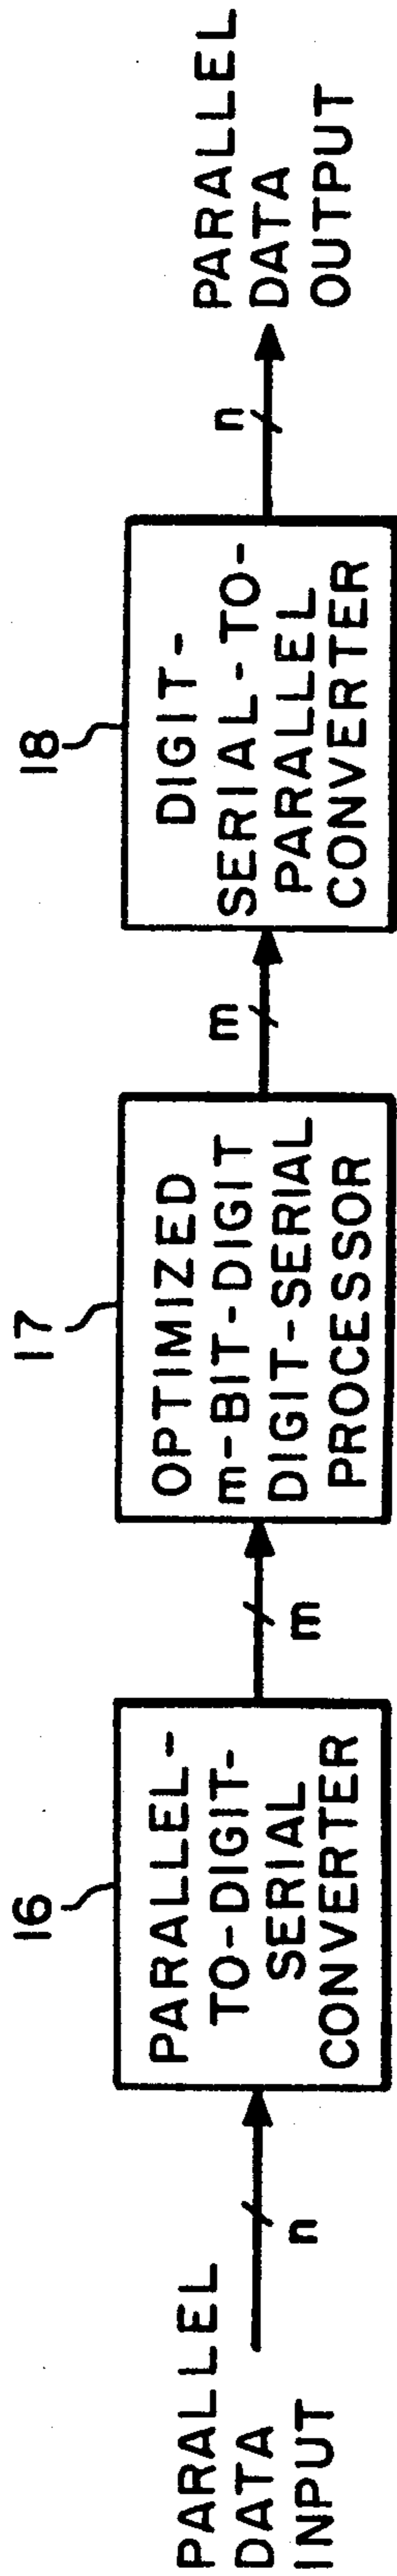 PARALLEL
DATA
INPUT
n
16
PARALLEL-
TO-DIGIT-
SERIAL
CONVERTER
m
17
OPTIMIZED
m-BIT-DIGIT
DIGIT-SERIAL
PROCESSOR
m
18
DIGIT-
SERIAL-TO-
PARALLEL
CONVERTER
n
PARALLEL
DATA
OUTPUT